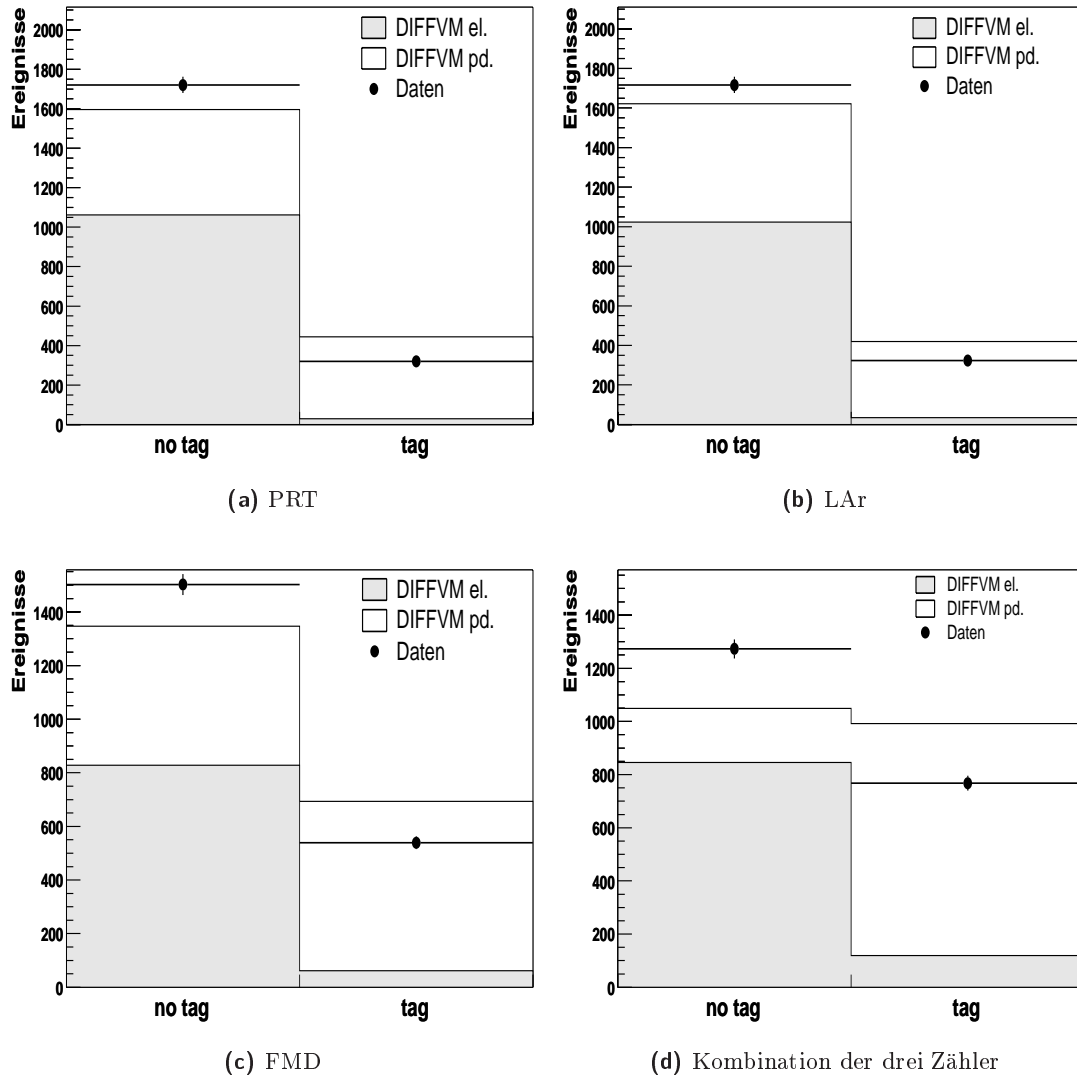 Ereignisse
2000
1800
1600
1400
1200
1000
800
600
400
200
0
DIFFVM el.
DIFFVM pd.
Daten
no tag
tag
(a) PRT
Ereignisse
2000
1800
1600
1400
1200
1000
800
600
400
200
0
DIFFVM el.
DIFFVM pd.
Daten
no tag
tag
(b) LAr
Ereignisse
1400
1200
1000
800
600
400
200
0
DIFFVM el.
DIFFVM pd.
Daten
no tag
tag
(c) FMD
Ereignisse
1400
1200
1000
800
600
400
200
0
DIFFVM el.
DIFFVM pd.
Daten
no tag
tag
(d) Kombination der drei Zähler